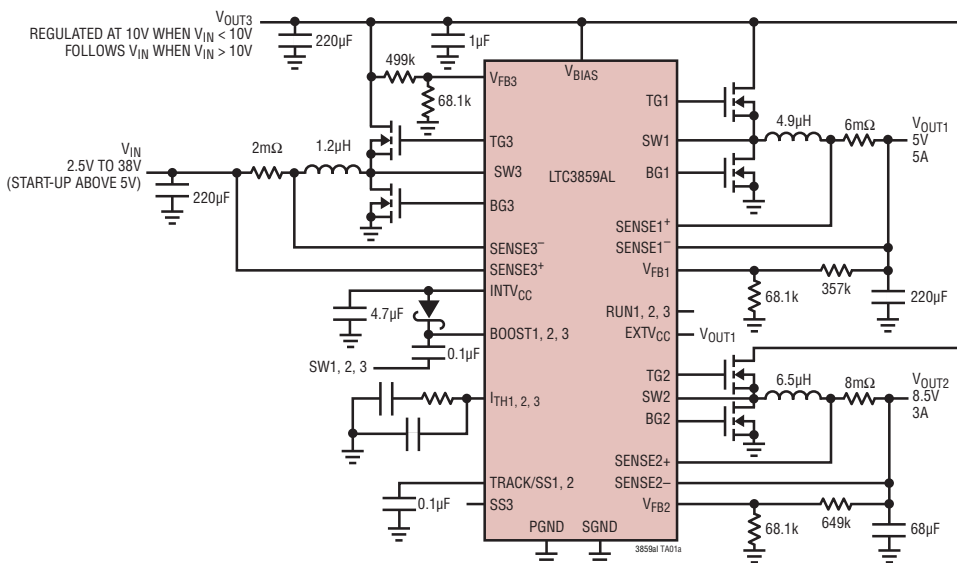 VOUT3
REGULATED AT 10V WHEN VIN < 10V
FOLLOWS VIN WHEN VIN > 10V
220µF
1µF
499k
68.1k
VFB3
VBIAS
TG1
4.9µH
6mΩ
VOUT1
5V
5A
VIN
2.5V TO 38V
(START-UP ABOVE 5V)
2mΩ
1.2µH
TG3
SW1
SW3
LTC3859AL
BG1
220µF
BG3
SENSE1+
SENSE3–
SENSE1–
SENSE3+
VFB1
357k
68.1k
220µF
INTVCC
4.7µF
RUN1, 2, 3
BOOST1, 2, 3
EXTVCC
VOUT1
0.1µF
SW1, 2, 3
TG2
6.5µH
8mΩ
VOUT2
8.5V
3A
ITH1, 2, 3
SW2
BG2
SENSE2+
TRACK/SS1, 2
SENSE2–
0.1µF
SS3
VFB2
649k
68.1k
68µF
PGND
SGND
3859al TA01a